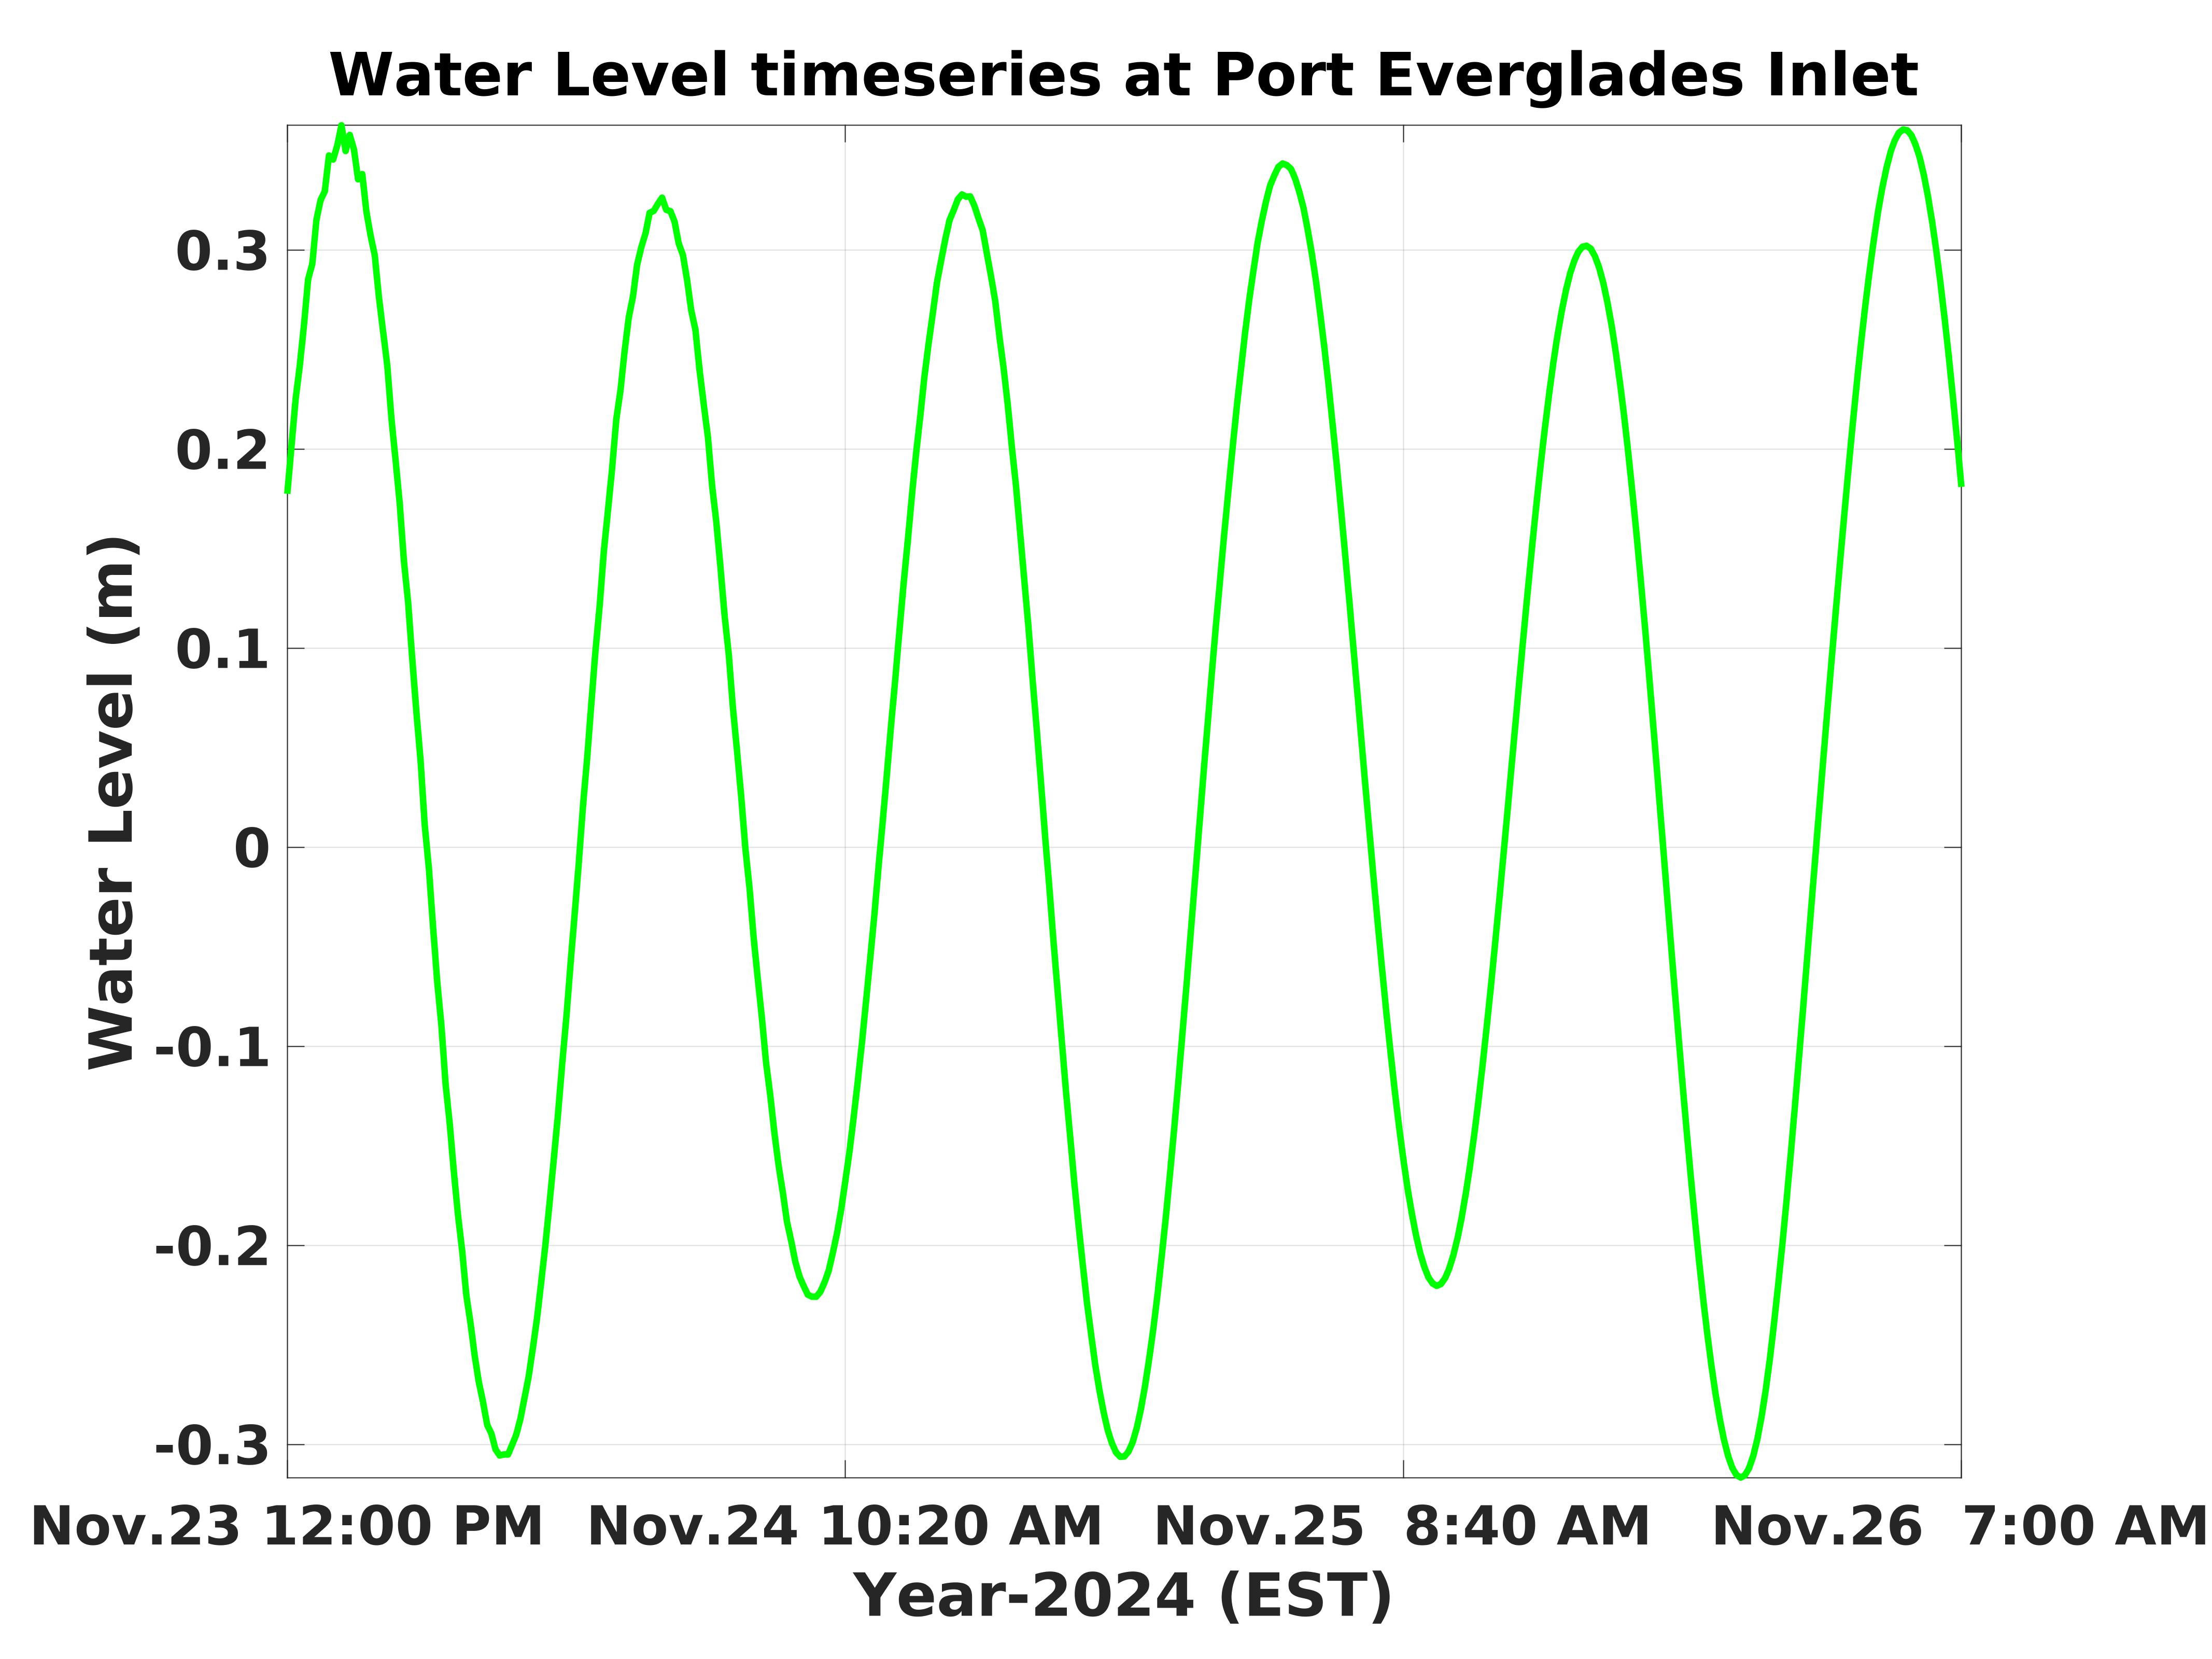 Water Level timeseries at Port Everglades Inlet
Water Level (m)
0.3
0.2
0.1
0
-0.1
-0.2
-0.3
Nov.23 12:00 PM Nov.24 10:20 AM Nov.25 8:40 AM Nov.26 7:00 AM
Year-2024 (EST)